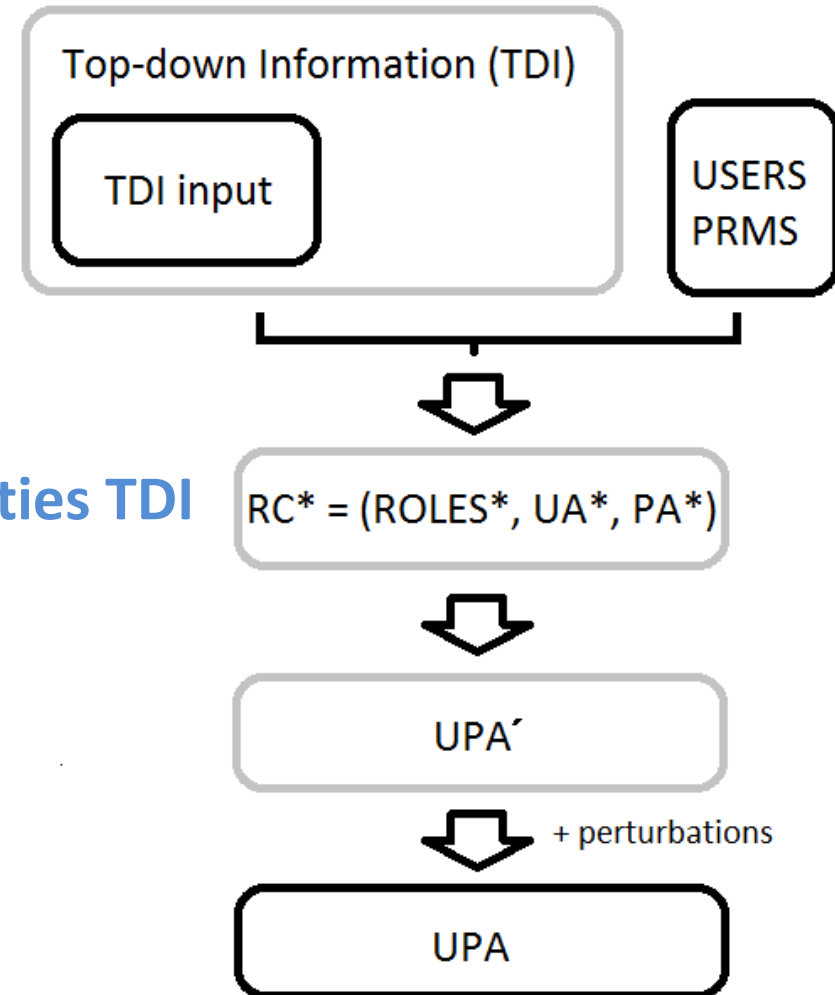 Top-down Information (TDI)
TDI input
USERS
PRMS
ties TDI
RC* = (ROLES*, UA*, PA*)
UPA´
+ perturbations
UPA